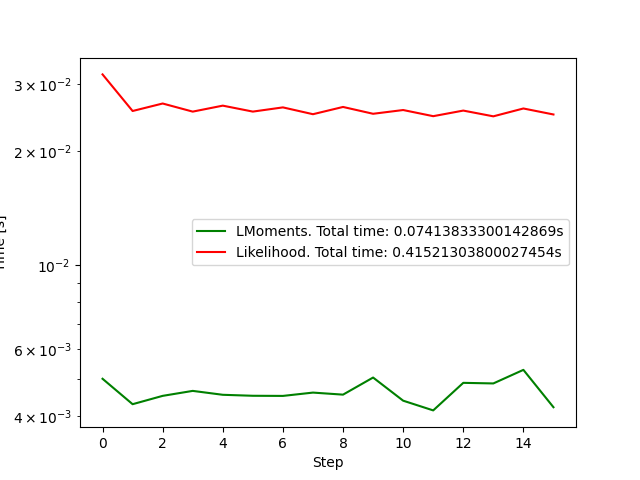 3 × 10⁻²
2 × 10⁻²
10⁻²
6 × 10⁻³
4 × 10⁻³
Time [s]
LMoments. Total time: 0.07413833300142869s
Likelihood. Total time: 0.41521303800027454s
0 2 4 6 8 10 12 14
Step